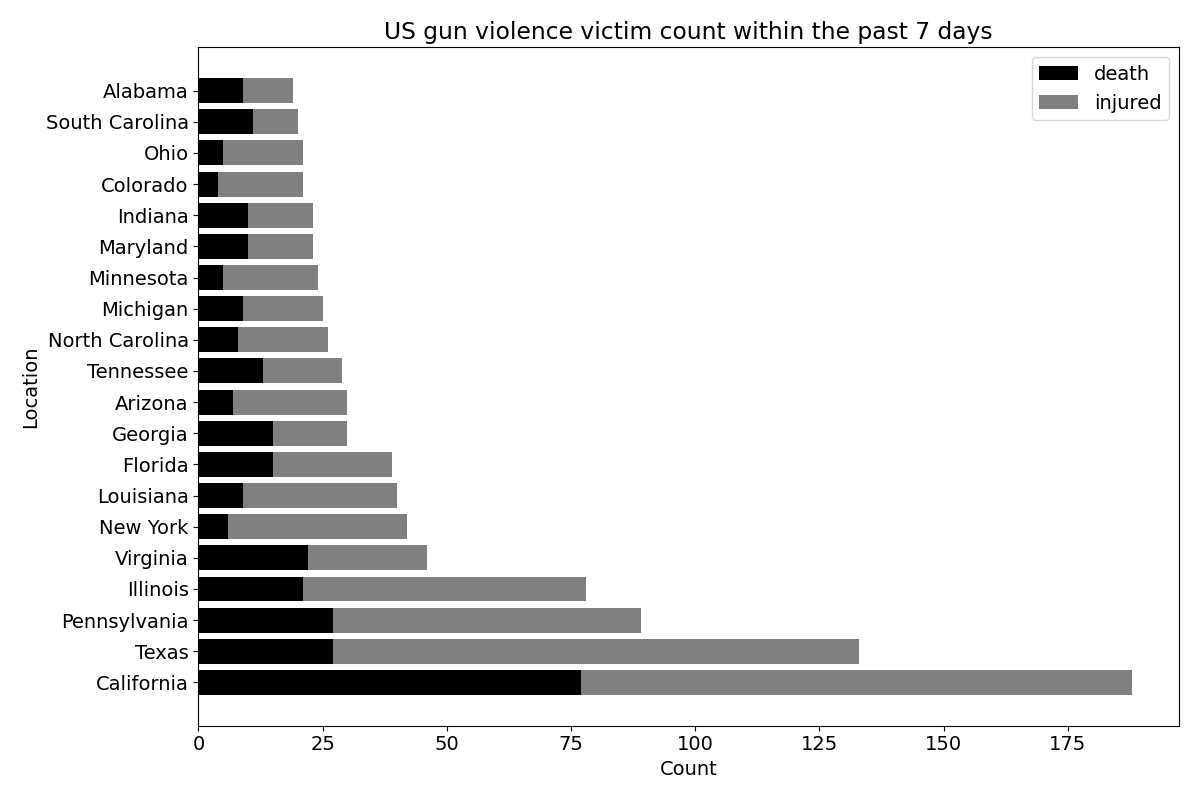 US gun violence victim count within the past 7 days
death
injured
Alabama
South Carolina
Ohio
Colorado
Indiana
Maryland
Minnesota
Michigan
North Carolina
Tennessee
Arizona
Georgia
Florida
Louisiana
New York
Virginia
Illinois
Pennsylvania
Texas
California
Location
0 25 50 75 100 125 150 175
Count